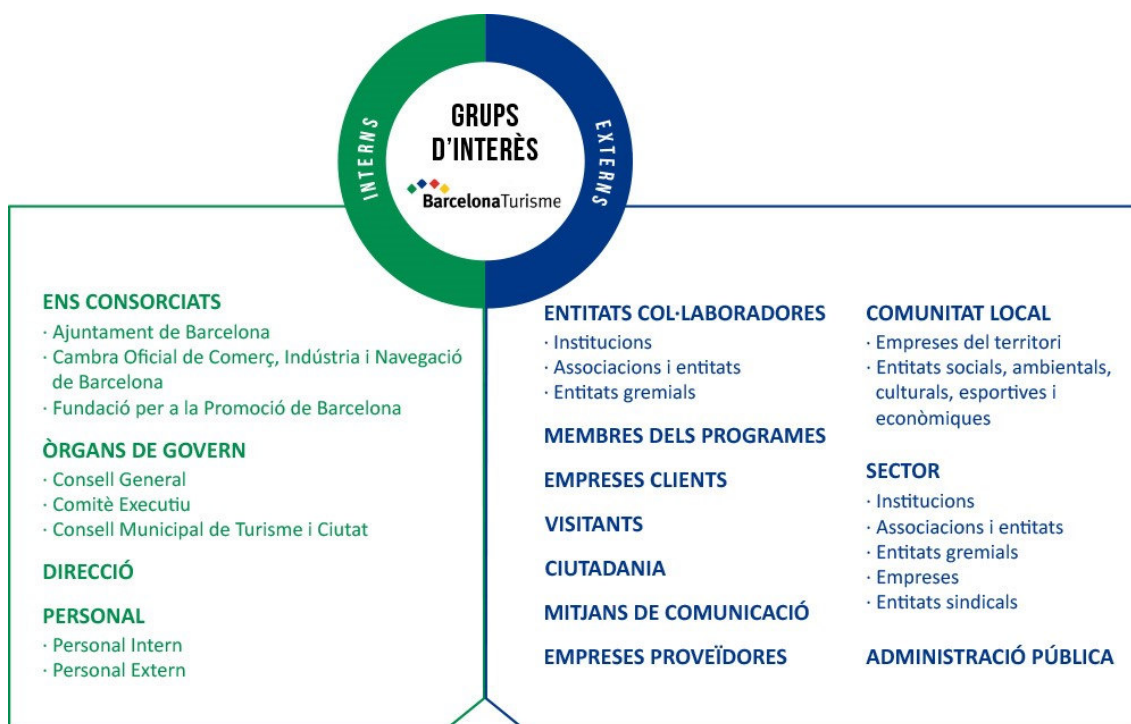 GRUPS
D'INTERÈS
BarcelonaTurisme
INTERNS
EXTERNS
ENS CONSORCIATS
· Ajuntament de Barcelona
· Cambra Oficial de Comerç, Indústria i Navegació
de Barcelona
· Fundació per a la Promoció de Barcelona
ÒRGANS DE GOVERN
· Consell General
· Comitè Executiu
· Consell Municipal de Turisme i Ciutat
DIRECCIÓ
PERSONAL
· Personal Intern
· Personal Extern
ENTITATS COL·LABORADORES
· Institucions
· Associacions i entitats
· Entitats gremials
MEMBRES DELS PROGRAMES
EMPRESES CLIENTS
VISITANTS
CIUTADANIA
MITJANS DE COMUNICACIÓ
EMPRESES PROVEÏDORES
COMUNITAT LOCAL
· Empreses del territori
· Entitats socials, ambientals,
culturals, esportives i
econòmiques
SECTOR
· Institucions
· Associacions i entitats
· Entitats gremials
· Empreses
· Entitats sindicals
ADMINISTRACIÓ PÚBLICA